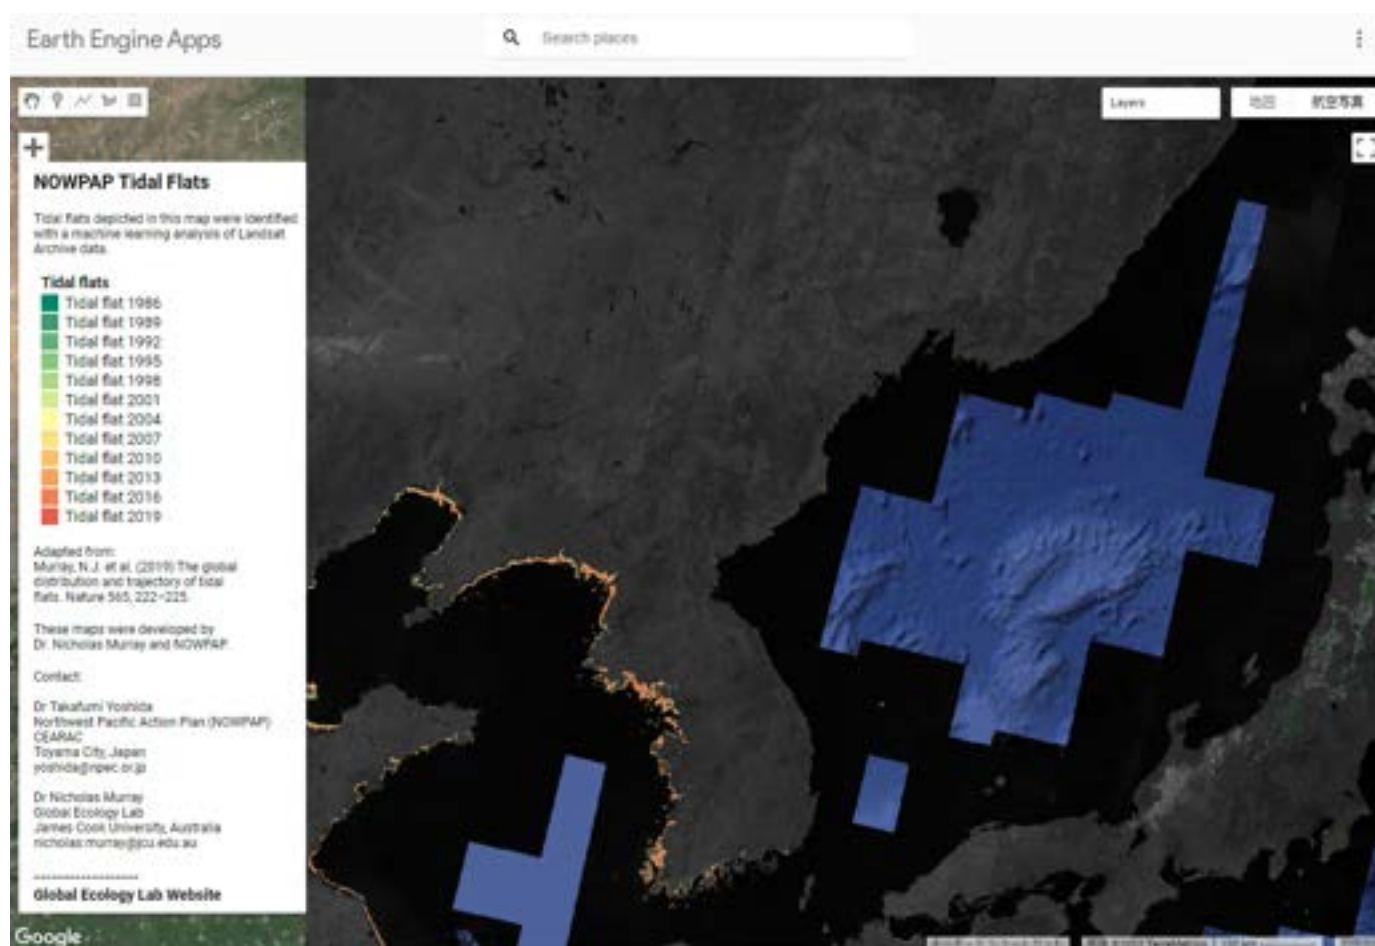 Earth Engine Apps
Search places
Layers
地図 航空写真
NOWPAP Tidal Flats
Tidal flats depicted in this map were identified
with a machine learning analysis of Landsat
Archive data.
Tidal flats
Tidal flat 1986
Tidal flat 1989
Tidal flat 1992
Tidal flat 1995
Tidal flat 1998
Tidal flat 2001
Tidal flat 2004
Tidal flat 2007
Tidal flat 2010
Tidal flat 2013
Tidal flat 2016
Tidal flat 2019
Adapted from:
Murray, N.J. et al. (2019) The global
distribution and trajectory of tidal
flats. Nature 565, 222–225.
These maps were developed by
Dr. Nicholas Murray and NOWPAP.
Contact:
Dr Takafumi Yoshida
Northwest Pacific Action Plan (NOWPAP)
CEARAC
Toyama City, Japan
yoshida@npec.or.jp
Dr Nicholas Murray
Global Ecology Lab
James Cook University, Australia
nicholas.murray@jcu.edu.au
--------------------
Global Ecology Lab Website
Google